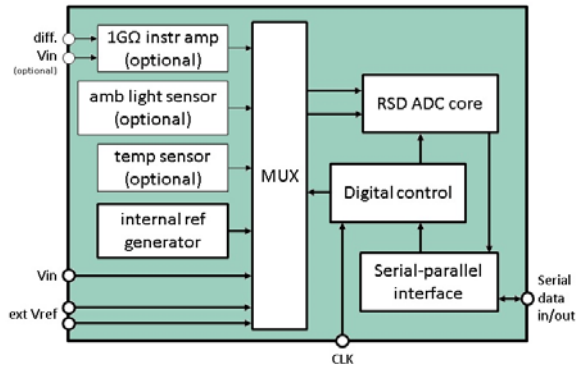 diff.
Vin
(optional)
1GΩ instr amp
(optional)
amb light sensor
(optional)
temp sensor
(optional)
internal ref
generator
Vin
ext Vref
MUX
RSD ADC core
Digital control
Serial-parallel
interface
Serial
data
in/out
CLK